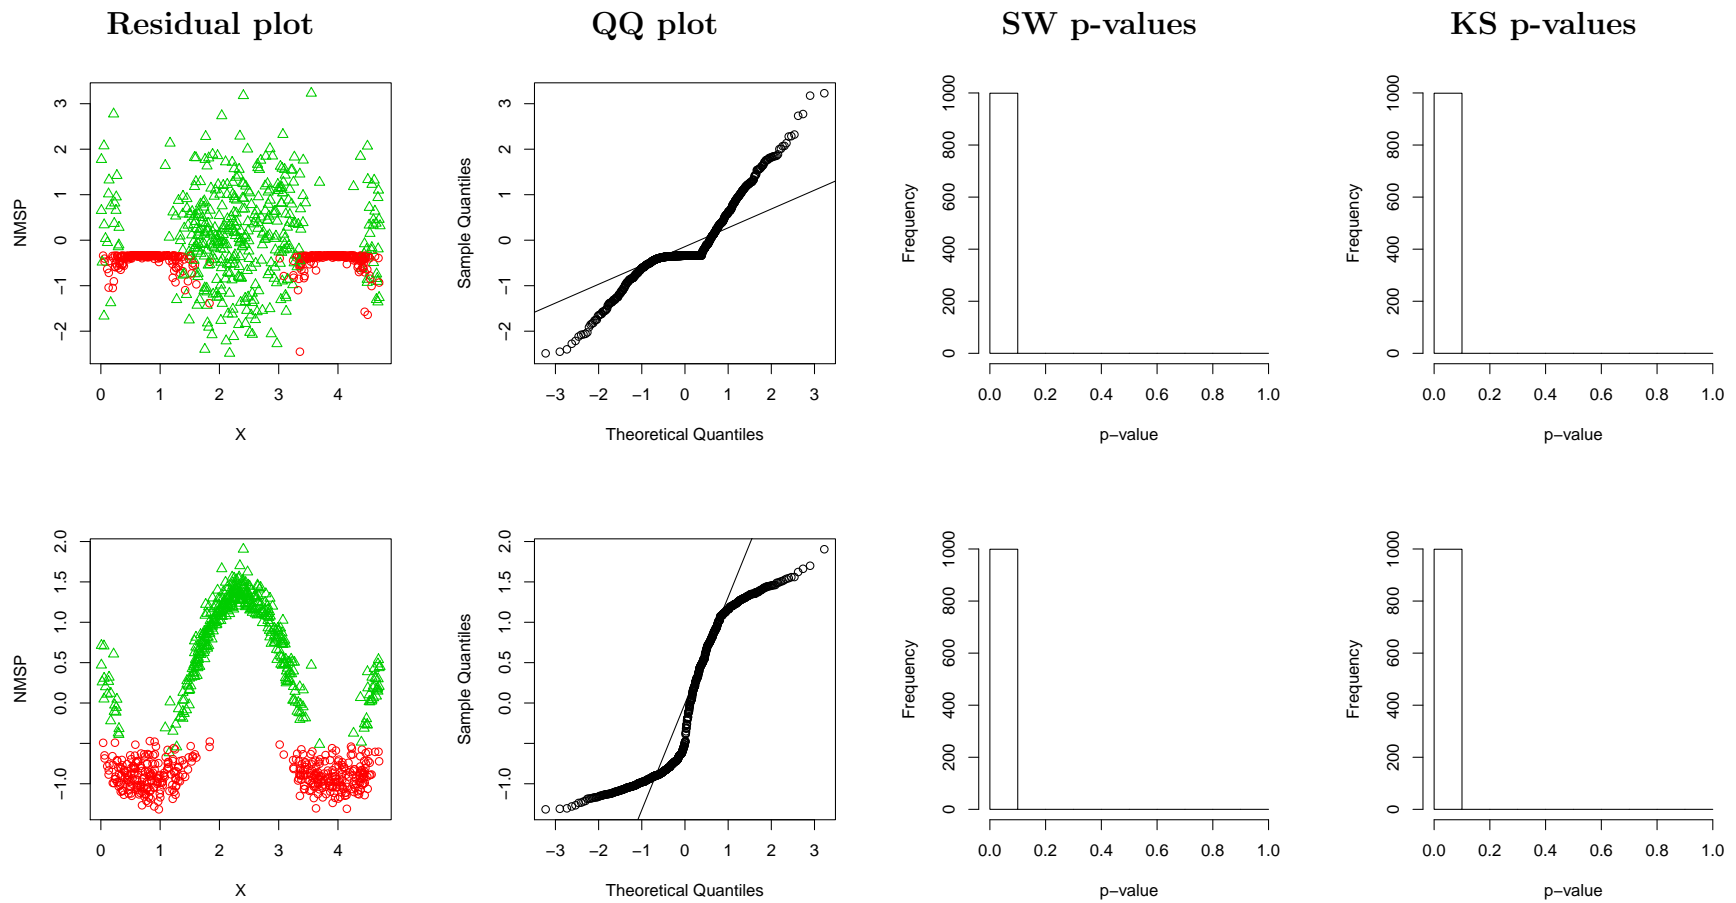 Residual plot QQ plot SW p-values KS p-values
NMSP
3
2
1
0
−1
−2
0 1 2 3 4
X
Sample Quantiles
3
2
1
0
−1
−2
−3 −2 −1 0 1 2 3
Theoretical Quantiles
Frequency
1000
800
600
400
200
0
0.0 0.2 0.4 0.6 0.8 1.0
p−value
Frequency
1000
800
600
400
200
0
0.0 0.2 0.4 0.6 0.8 1.0
p−value
NMSP
2.0
1.5
1.0
0.5
0.0
−1.0
0 1 2 3 4
X
Sample Quantiles
2.0
1.5
1.0
0.5
0.0
−1.0
−3 −2 −1 0 1 2 3
Theoretical Quantiles
Frequency
1000
800
600
400
200
0
0.0 0.2 0.4 0.6 0.8 1.0
p−value
Frequency
1000
800
600
400
200
0
0.0 0.2 0.4 0.6 0.8 1.0
p−value